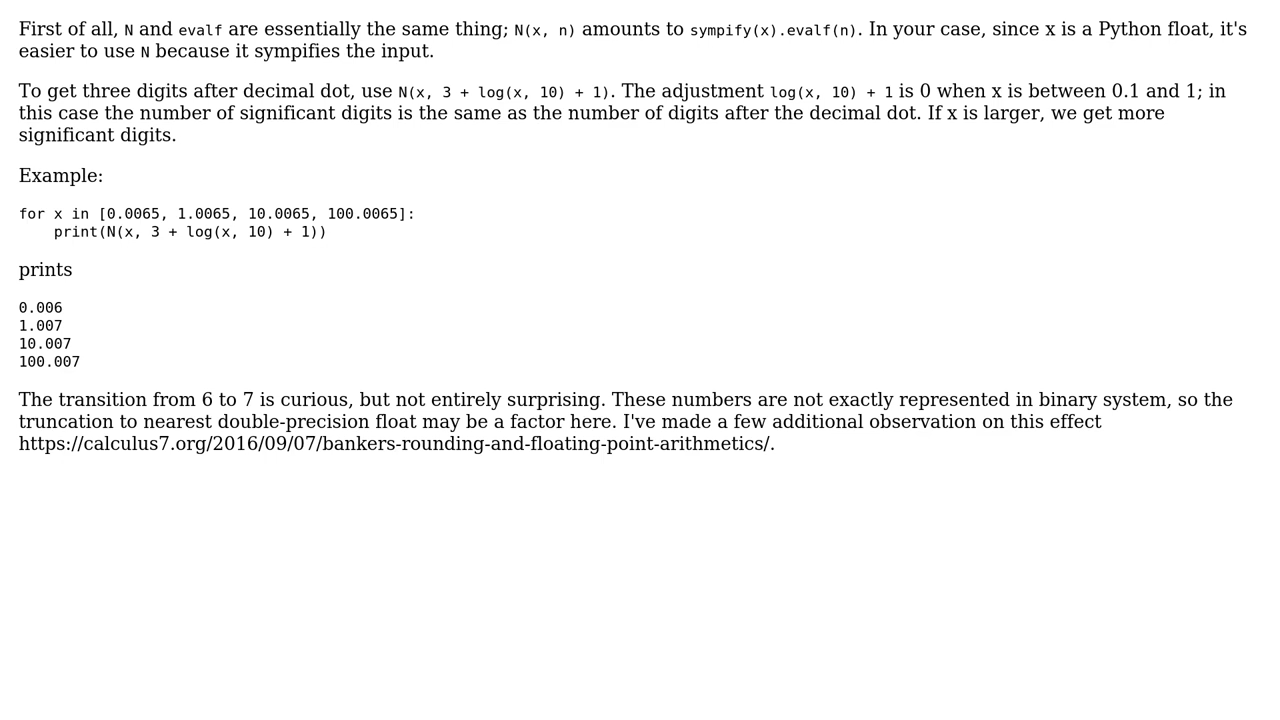 First of all, N and evalf are essentially the same thing; N(x, n) amounts to sympify(x).evalf(n). In your case, since x is a Python float, it's
easier to use N because it sympifies the input.
To get three digits after decimal dot, use N(x, 3 + log(x, 10) + 1). The adjustment log(x, 10) + 1 is 0 when x is between 0.1 and 1; in
this case the number of significant digits is the same as the number of digits after the decimal dot. If x is larger, we get more
significant digits.
Example:
for x in [0.0065, 1.0065, 10.0065, 100.0065]:
    print(N(x, 3 + log(x, 10) + 1))
prints
0.006
1.007
10.007
100.007
The transition from 6 to 7 is curious, but not entirely surprising. These numbers are not exactly represented in binary system, so the
truncation to nearest double-precision float may be a factor here. I've made a few additional observation on this effect
https://calculus7.org/2016/09/07/bankers-rounding-and-floating-point-arithmetics/.